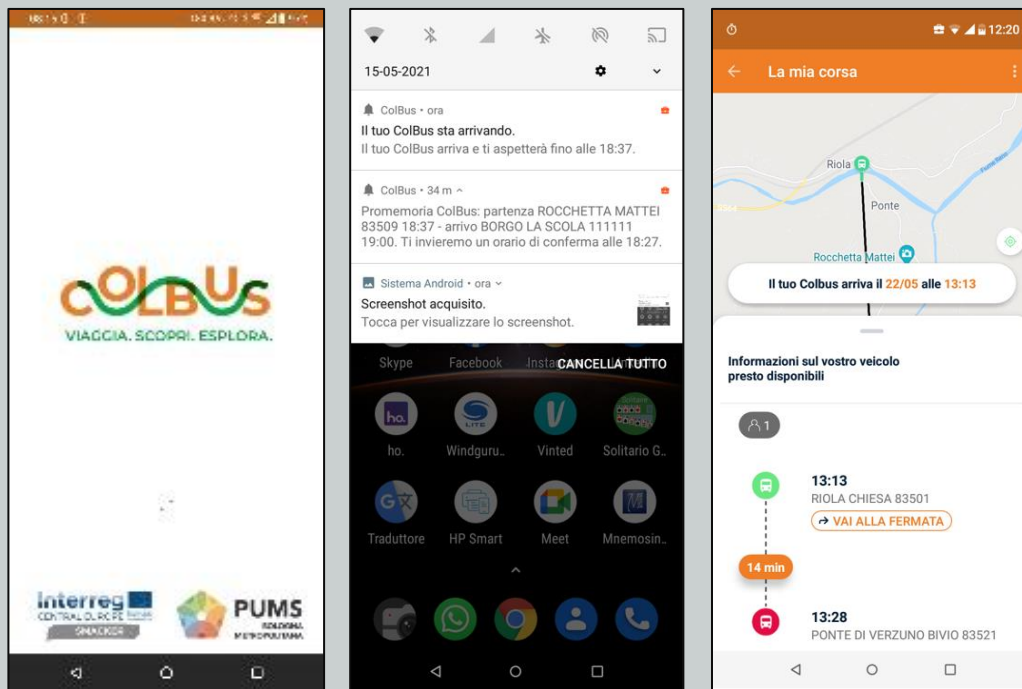 COLBUS
VIAGGIA. SCOPRI. ESPLORA.
Interreg
CENTRAL EUROPE
SMACKER
PUMS
BOLOGNA
METROPOLITANA
15-05-2021
ColBus • ora
Il tuo ColBus sta arrivando.
Il tuo ColBus arriva e ti aspetterà fino alle 18:37.
ColBus • 34 m
Promemoria ColBus: partenza ROCCHETTA MATTEI
83509 18:37 - arrivo BORGO LA SCOLA 111111
19:00. Ti invieremo un orario di conferma alle 18:27.
Sistema Android • ora
Screenshot acquisito.
Tocca per visualizzare lo screenshot.
Skype Facebook
CANCELLA TUTTO
ho. Windguru.. Vinted Solitario G..
Traduttore HP Smart Meet Mnemosin..
12:20
La mia corsa
Riola
Ponte
Rocchetta Mattei
Il tuo Colbus arriva il 22/05 alle 13:13
Informazioni sul vostro veicolo
presto disponibili
1
13:13
RIOLA CHIESA 83501
VAI ALLA FERMATA
14 min
13:28
PONTE DI VERZUNO BIVIO 83521